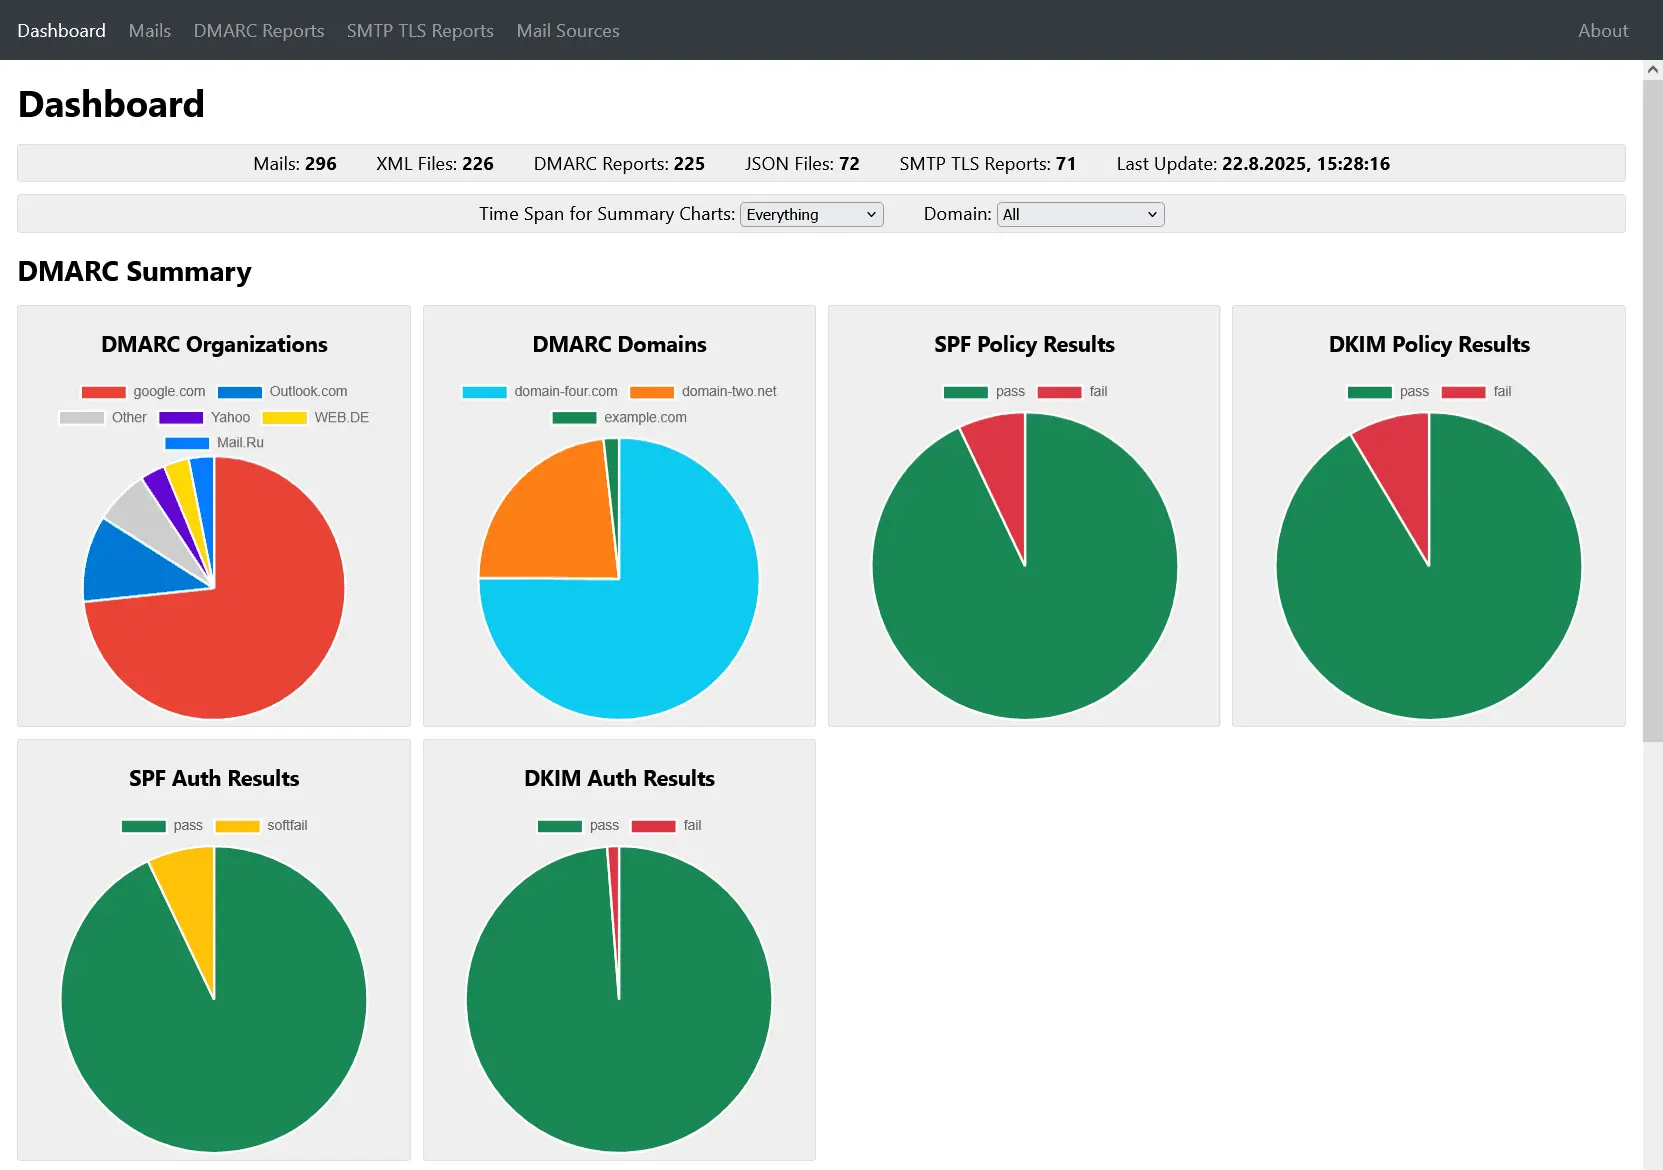 Dashboard Mails DMARC Reports SMTP TLS Reports Mail Sources About
Dashboard
Mails: 296 XML Files: 226 DMARC Reports: 225 JSON Files: 72 SMTP TLS Reports: 71 Last Update: 22.8.2025, 15:28:16
Time Span for Summary Charts: Everything Domain: All
DMARC Summary
DMARC Organizations
google.com Outlook.com
Other Yahoo WEB.DE
Mail.Ru
DMARC Domains
domain-four.com domain-two.net
example.com
SPF Policy Results
pass fail
DKIM Policy Results
pass fail
SPF Auth Results
pass softfail
DKIM Auth Results
pass fail